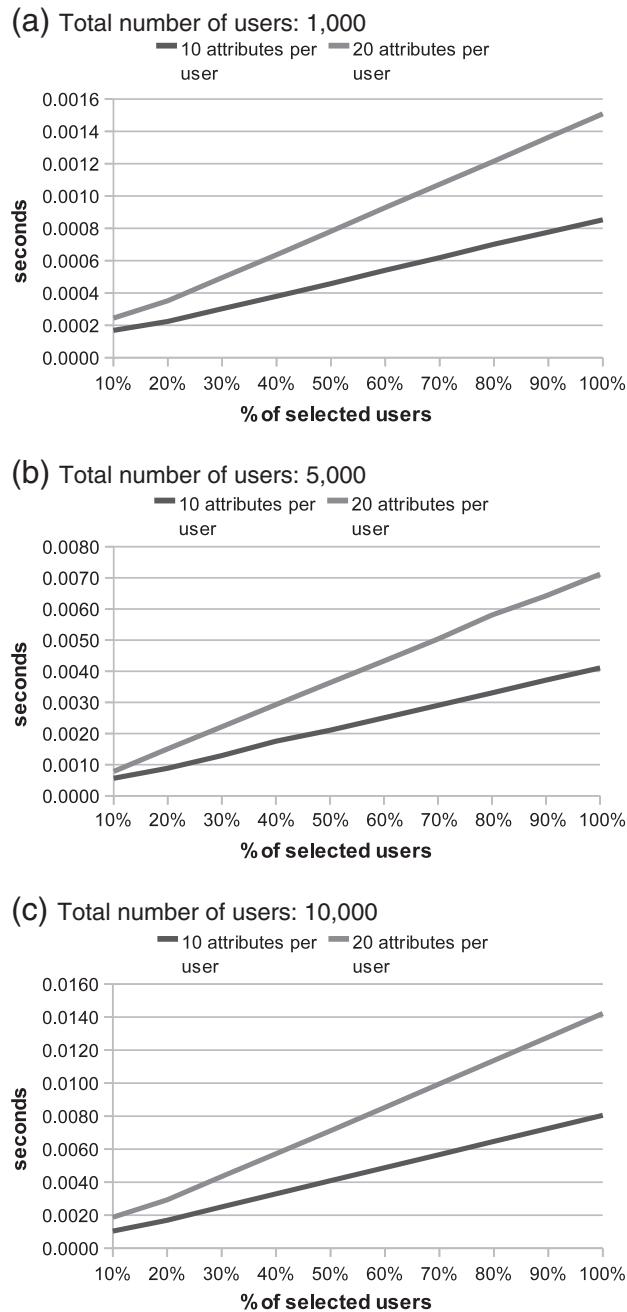 (a) Total number of users: 1,000
10 attributes per user
20 attributes per user
0.0016
0.0014
0.0012
0.0010
0.0008
0.0006
0.0004
0.0002
0.0000
seconds
10% 20% 30% 40% 50% 60% 70% 80% 90% 100%
% of selected users
(b) Total number of users: 5,000
10 attributes per user
20 attributes per user
0.0080
0.0070
0.0060
0.0050
0.0040
0.0030
0.0020
0.0010
0.0000
seconds
10% 20% 30% 40% 50% 60% 70% 80% 90% 100%
% of selected users
(c) Total number of users: 10,000
10 attributes per user
20 attributes per user
0.0160
0.0140
0.0120
0.0100
0.0080
0.0060
0.0040
0.0020
0.0000
seconds
10% 20% 30% 40% 50% 60% 70% 80% 90% 100%
% of selected users